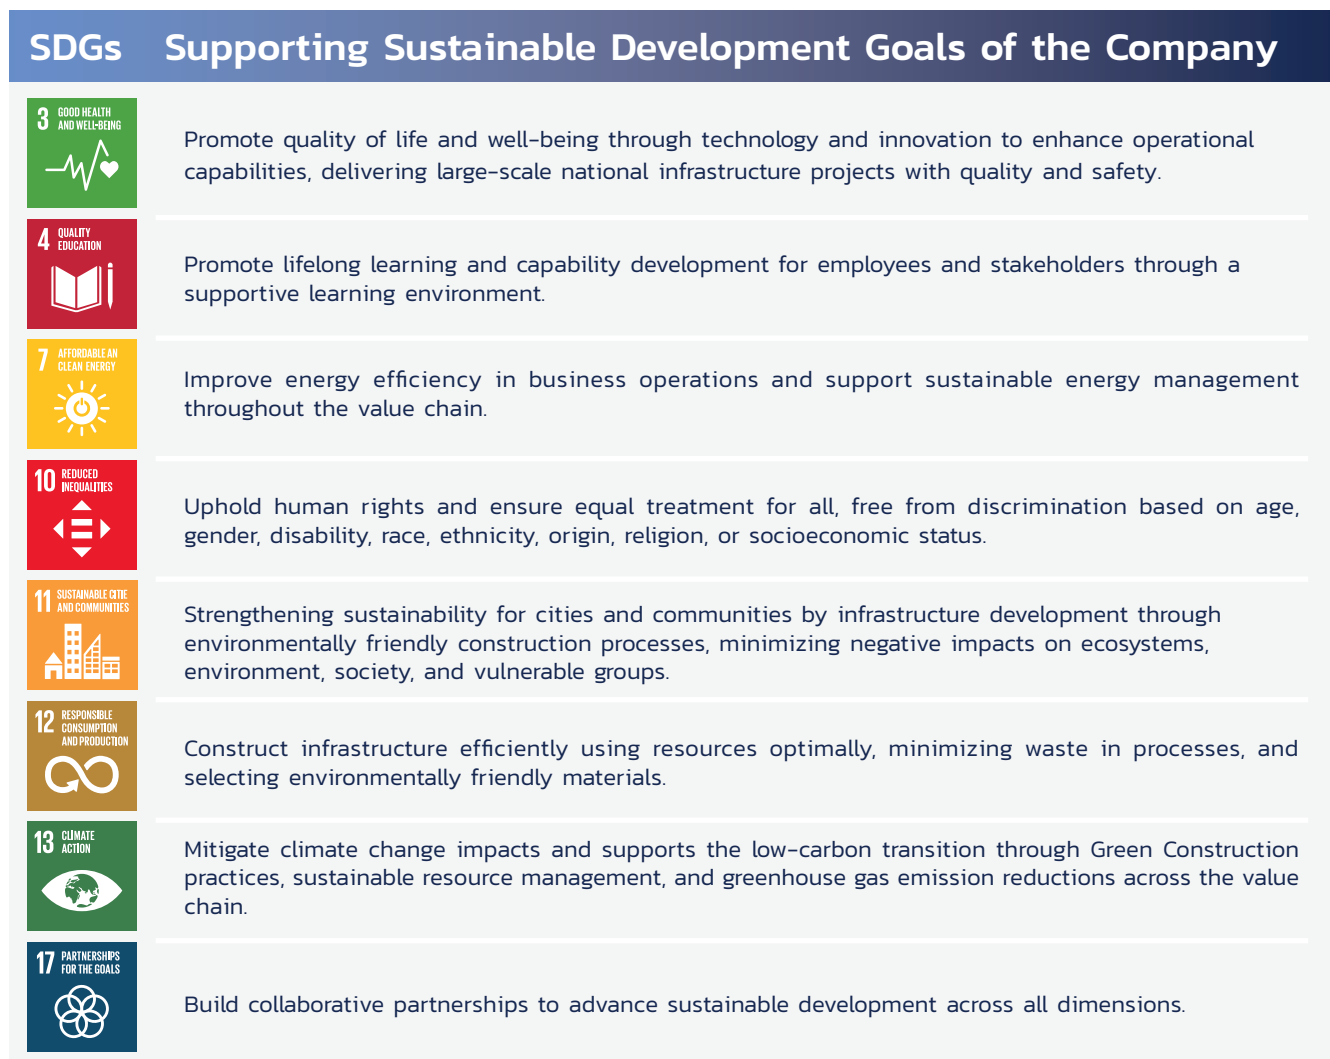 SDGs Supporting Sustainable Development Goals of the Company
3 GOOD HEALTH
AND WELL-BEING
Promote quality of life and well-being through technology and innovation to enhance operational
capabilities, delivering large-scale national infrastructure projects with quality and safety.
4 QUALITY
EDUCATION
Promote lifelong learning and capability development for employees and stakeholders through a
supportive learning environment.
7 AFFORDABLE AN
CLEAN ENERGY
Improve energy efficiency in business operations and support sustainable energy management
throughout the value chain.
10 REDUCED
INEQUALITIES
Uphold human rights and ensure equal treatment for all, free from discrimination based on age,
gender, disability, race, ethnicity, origin, religion, or socioeconomic status.
11 SUSTAINABLE CITIE
AND COMMUNITIES
Strengthening sustainability for cities and communities by infrastructure development through
environmentally friendly construction processes, minimizing negative impacts on ecosystems,
environment, society, and vulnerable groups.
12 RESPONSIBLE
CONSUMPTION
AND PRODUCTION
Construct infrastructure efficiently using resources optimally, minimizing waste in processes, and
selecting environmentally friendly materials.
13 CLIMATE
ACTION
Mitigate climate change impacts and supports the low-carbon transition through Green Construction
practices, sustainable resource management, and greenhouse gas emission reductions across the value
chain.
17 PARTNERSHIPS
FOR THE GOALS
Build collaborative partnerships to advance sustainable development across all dimensions.